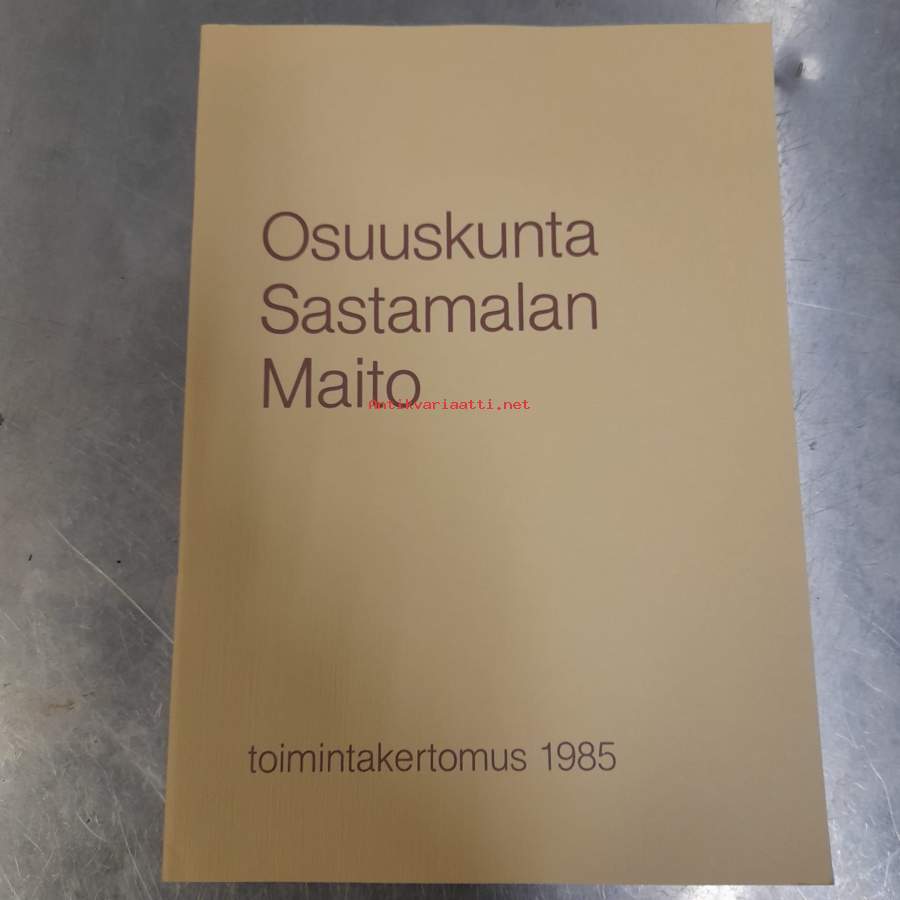 Osuuskunta
Sastamalan
Maito
Antikvariaatti.net
toimintakertomus 1985